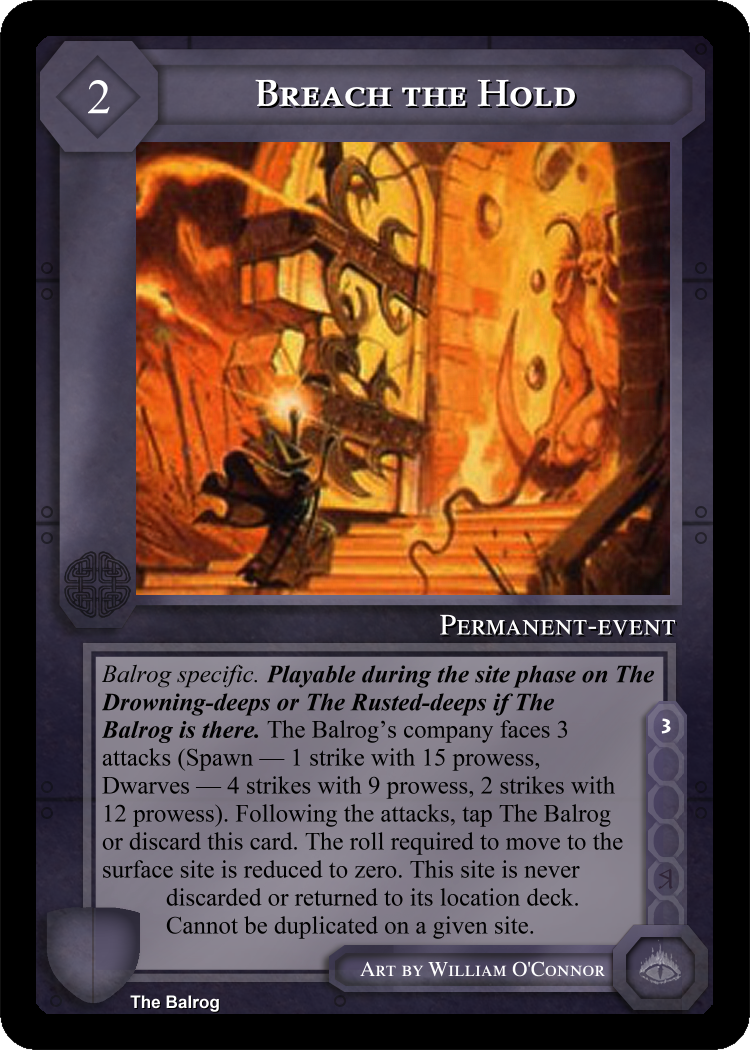 2
Breach the Hold
Permanent-event
Balrog specific. Playable during the site phase on The
Drowning-deeps or The Rusted-deeps if The
Balrog is there. The Balrog's company faces 3
attacks (Spawn — 1 strike with 15 prowess,
Dwarves — 4 strikes with 9 prowess, 2 strikes with
12 prowess). Following the attacks, tap The Balrog
or discard this card. The roll required to move to the
surface site is reduced to zero. This site is never
discarded or returned to its location deck.
Cannot be duplicated on a given site.
3
Art by William O'Connor
The Balrog